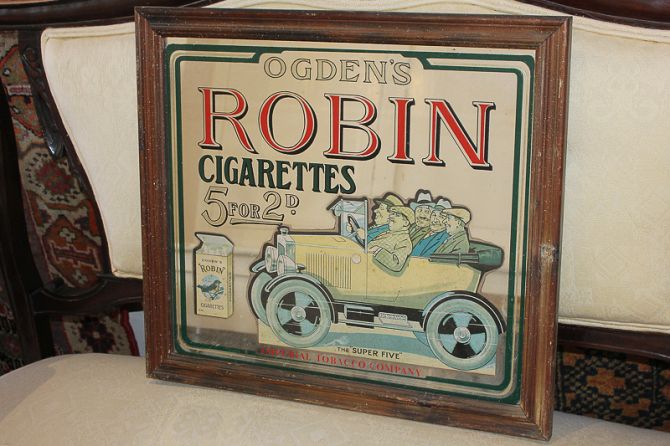 OGDEN'S
ROBIN
CIGARETTES
5 FOR 2D
OGDEN'S
ROBIN
CIGARETTES
"THE SUPER FIVE"
IMPERIAL TOBACCO COMPANY